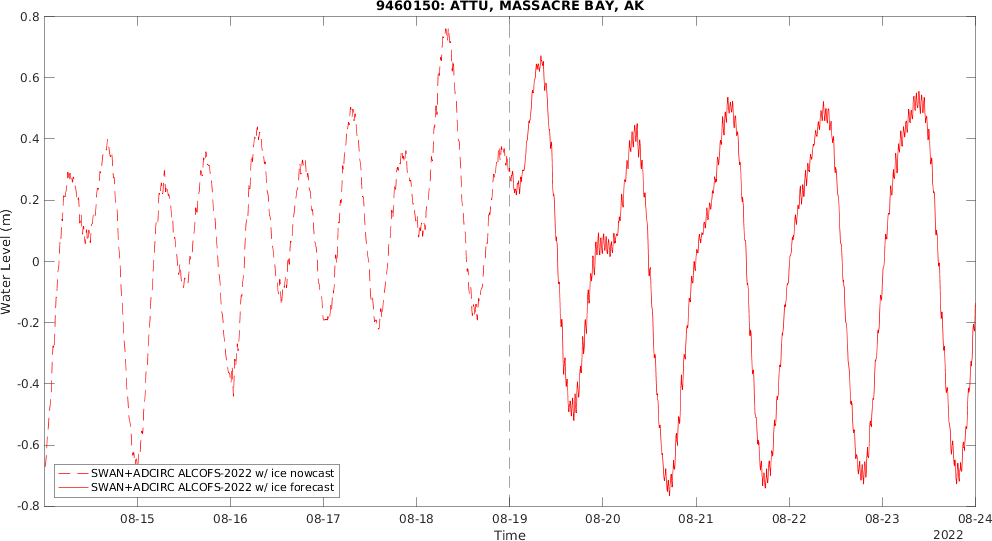 9460150: ATTU, MASSACRE BAY, AK
Water Level (m)
0.8
0.6
0.4
0.2
0
-0.2
-0.4
-0.6
-0.8
SWAN+ADCIRC ALCOFS-2022 w/ ice nowcast
SWAN+ADCIRC ALCOFS-2022 w/ ice forecast
08-15 08-16 08-17 08-18 08-19 08-20 08-21 08-22 08-23 08-24
Time
2022